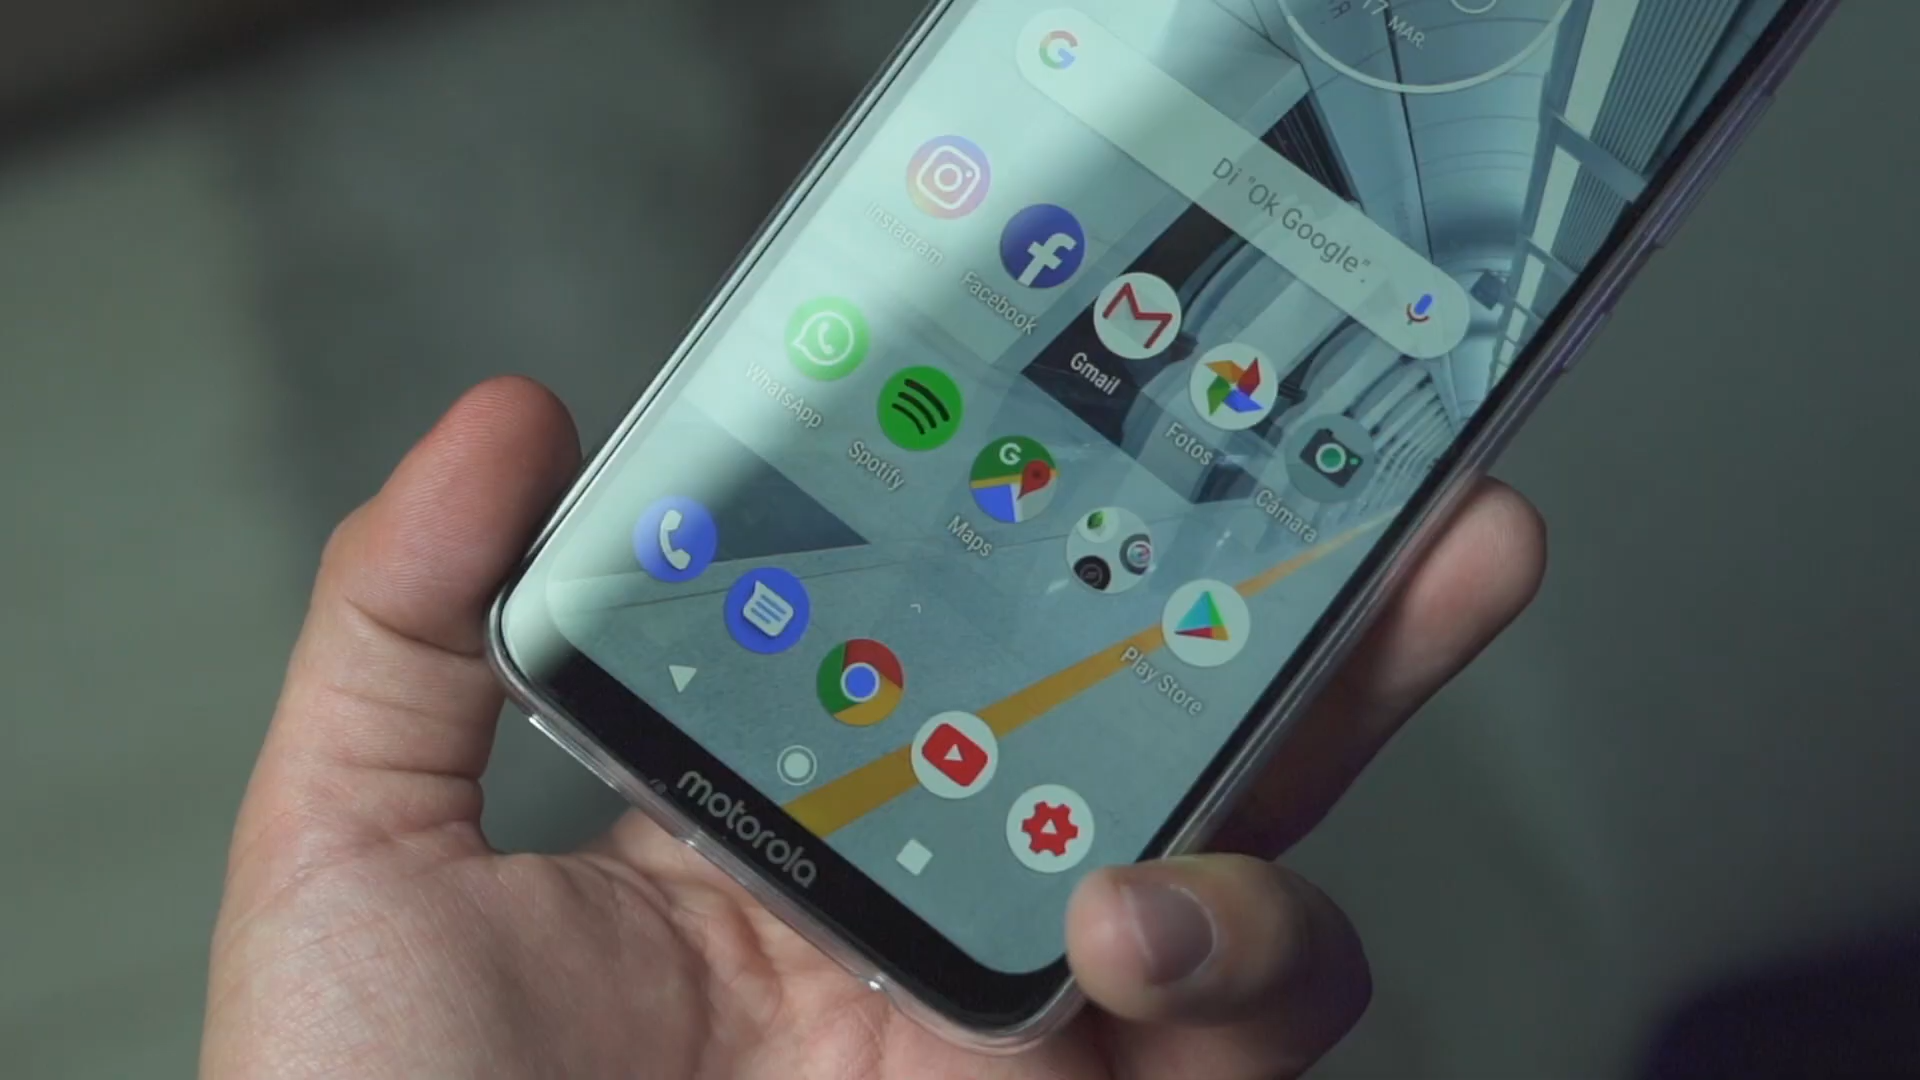 17 MAR.
Di "Ok Google".
Instagram
Facebook
Gmail
Fotos
Cámara
WhatsApp
Spotify
Maps
Play Store
motorola